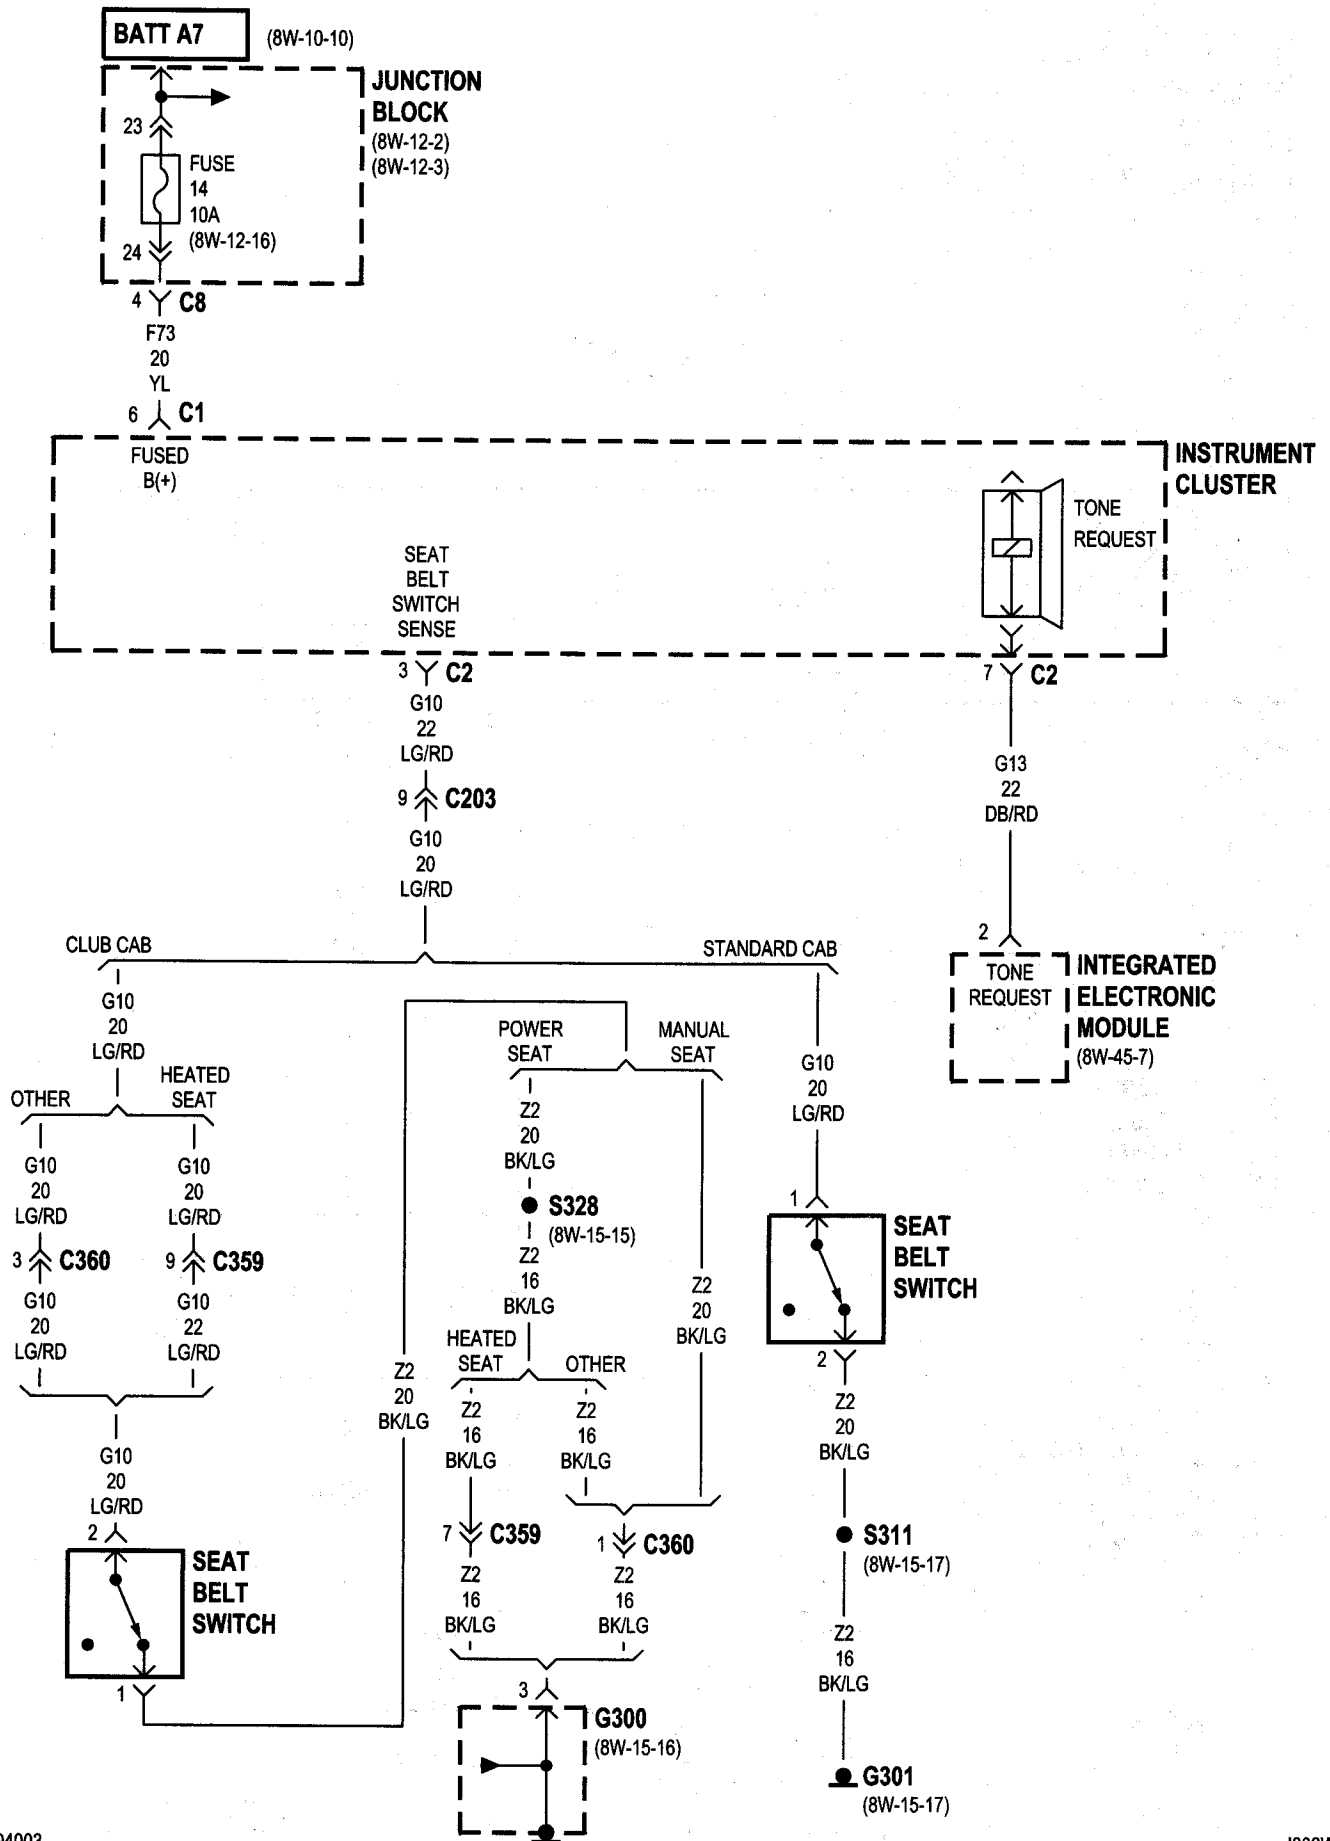 BATT A7 (8W-10-10)
JUNCTION
BLOCK
(8W-12-2)
(8W-12-3)
23
FUSE
14
10A
(8W-12-16)
24
4 C8
F73
20
YL
6 C1
FUSED
B(+)
INSTRUMENT
CLUSTER
TONE
REQUEST
SEAT
BELT
SWITCH
SENSE
3 C2
G10
22
LG/RD
9 C203
G10
20
LG/RD
7 C2
G13
22
DB/RD
2
TONE
REQUEST
INTEGRATED
ELECTRONIC
MODULE
(8W-45-7)
CLUB CAB
STANDARD CAB
G10
20
LG/RD
OTHER
HEATED
SEAT
G10
20
LG/RD
3 C360
G10
20
LG/RD
G10
20
LG/RD
9 C359
G10
22
LG/RD
G10
20
LG/RD
2
SEAT
BELT
SWITCH
1
Z2
20
BK/LG
POWER
SEAT
MANUAL
SEAT
Z2
20
BK/LG
S328
(8W-15-15)
Z2
16
BK/LG
Z2
20
BK/LG
HEATED
SEAT
OTHER
Z2
16
BK/LG
Z2
16
BK/LG
7 C359
1 C360
Z2
16
BK/LG
Z2
16
BK/LG
3
G300
(8W-15-16)
G10
20
LG/RD
1
SEAT
BELT
SWITCH
2
Z2
20
BK/LG
S311
(8W-15-17)
Z2
16
BK/LG
G301
(8W-15-17)